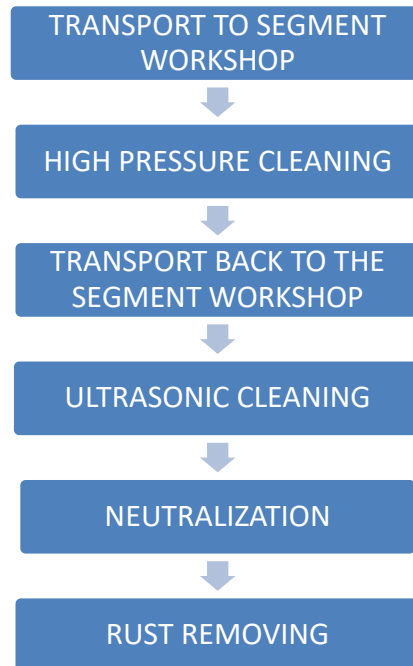 TRANSPORT TO SEGMENT
WORKSHOP
HIGH PRESSURE CLEANING
TRANSPORT BACK TO THE
SEGMENT WORKSHOP
ULTRASONIC CLEANING
NEUTRALIZATION
RUST REMOVING